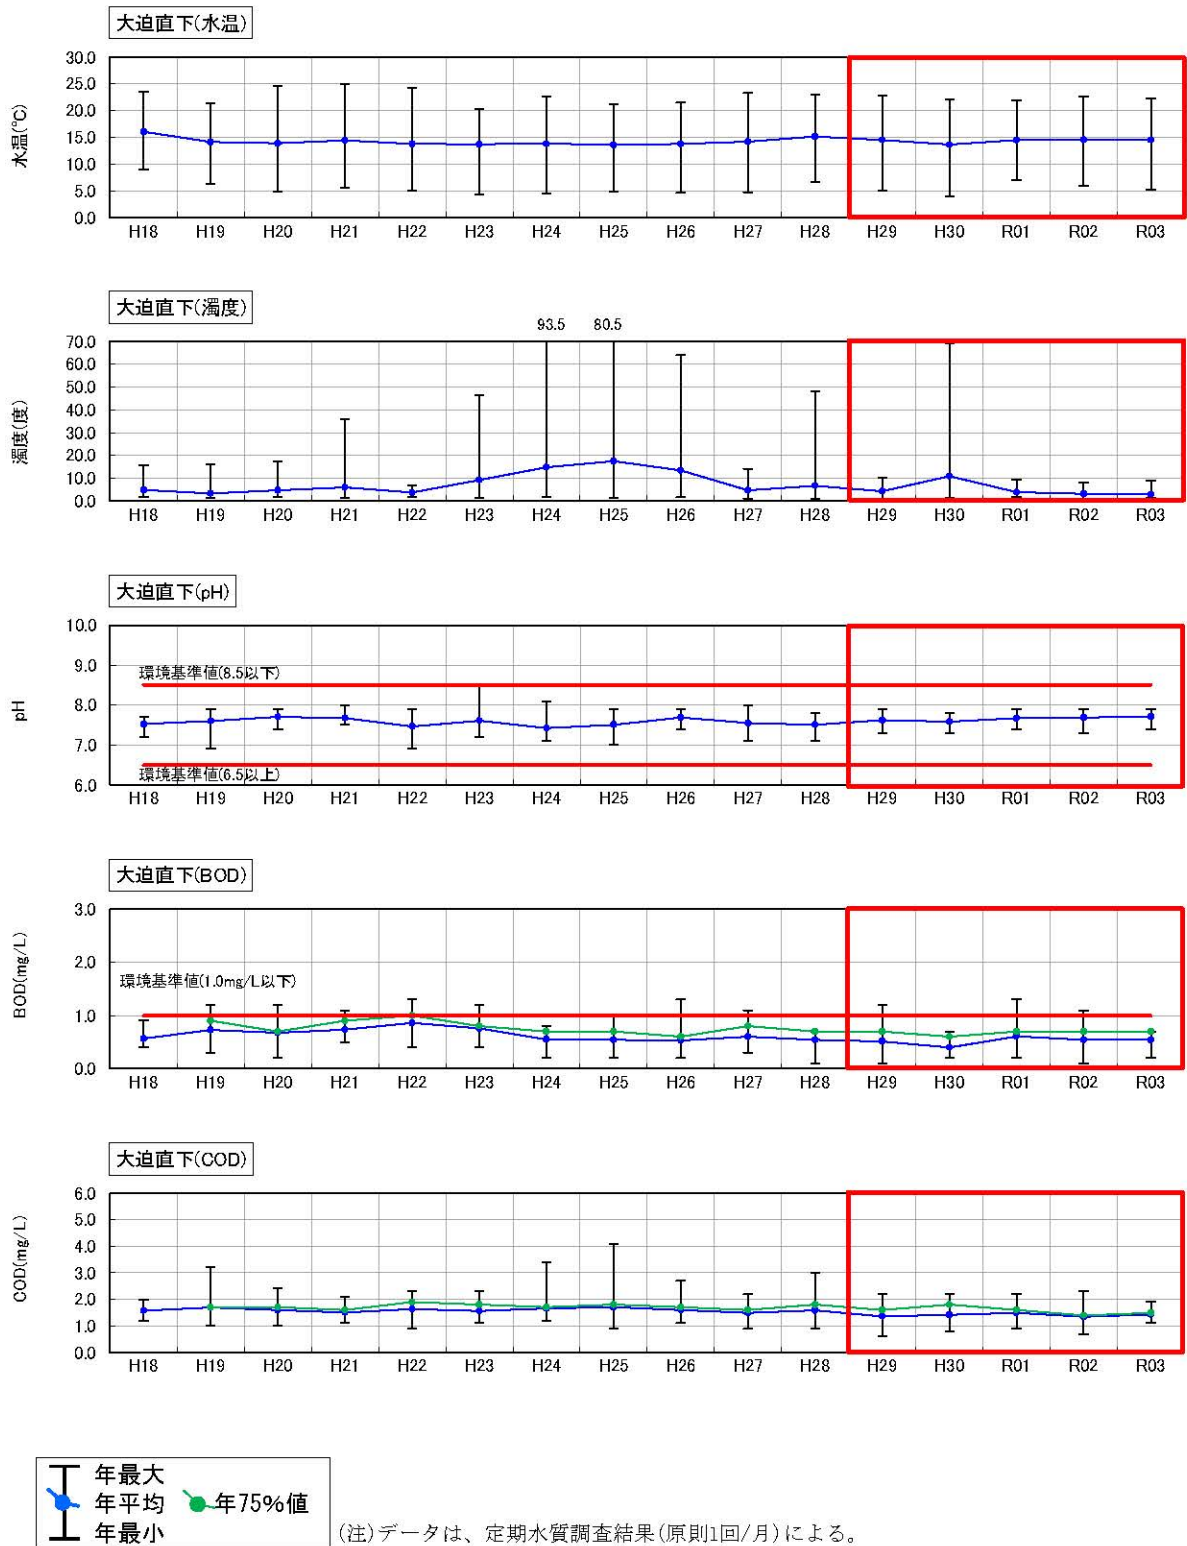 大迫直下(水温)
水温(℃)
30.0
25.0
20.0
15.0
10.0
5.0
0.0
H18 H19 H20 H21 H22 H23 H24 H25 H26 H27 H28 H29 H30 R01 R02 R03
大迫直下(濁度)
93.5 80.5
濁度(度)
70.0
60.0
50.0
40.0
30.0
20.0
10.0
0.0
H18 H19 H20 H21 H22 H23 H24 H25 H26 H27 H28 H29 H30 R01 R02 R03
大迫直下(pH)
pH
10.0
9.0
8.0
7.0
6.0
環境基準値(8.5以下)
環境基準値(6.5以上)
H18 H19 H20 H21 H22 H23 H24 H25 H26 H27 H28 H29 H30 R01 R02 R03
大迫直下(BOD)
BOD(mg/L)
3.0
2.0
1.0
0.0
環境基準値(1.0mg/L以下)
H18 H19 H20 H21 H22 H23 H24 H25 H26 H27 H28 H29 H30 R01 R02 R03
大迫直下(COD)
COD(mg/L)
6.0
5.0
4.0
3.0
2.0
1.0
0.0
H18 H19 H20 H21 H22 H23 H24 H25 H26 H27 H28 H29 H30 R01 R02 R03
年最大
年平均 年75%値
年最小
(注)データは、定期水質調査結果(原則1回/月)による。